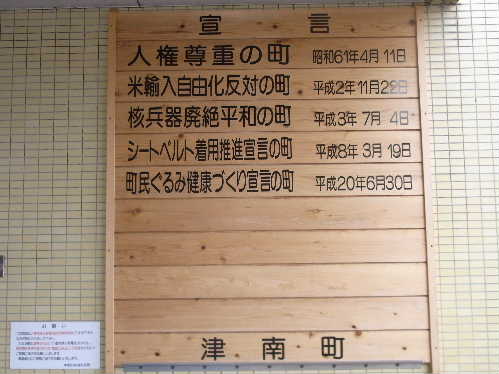 宣言
人権尊重の町 昭和61年4月11日
米輸入自由化反対の町 平成2年11月22日
核兵器廃絶平和の町 平成3年7月4日
シートベルト着用推進宣言の町 平成8年3月19日
町民ぐるみ健康づくり宣言の町 平成20年6月30日
津南町
お願い